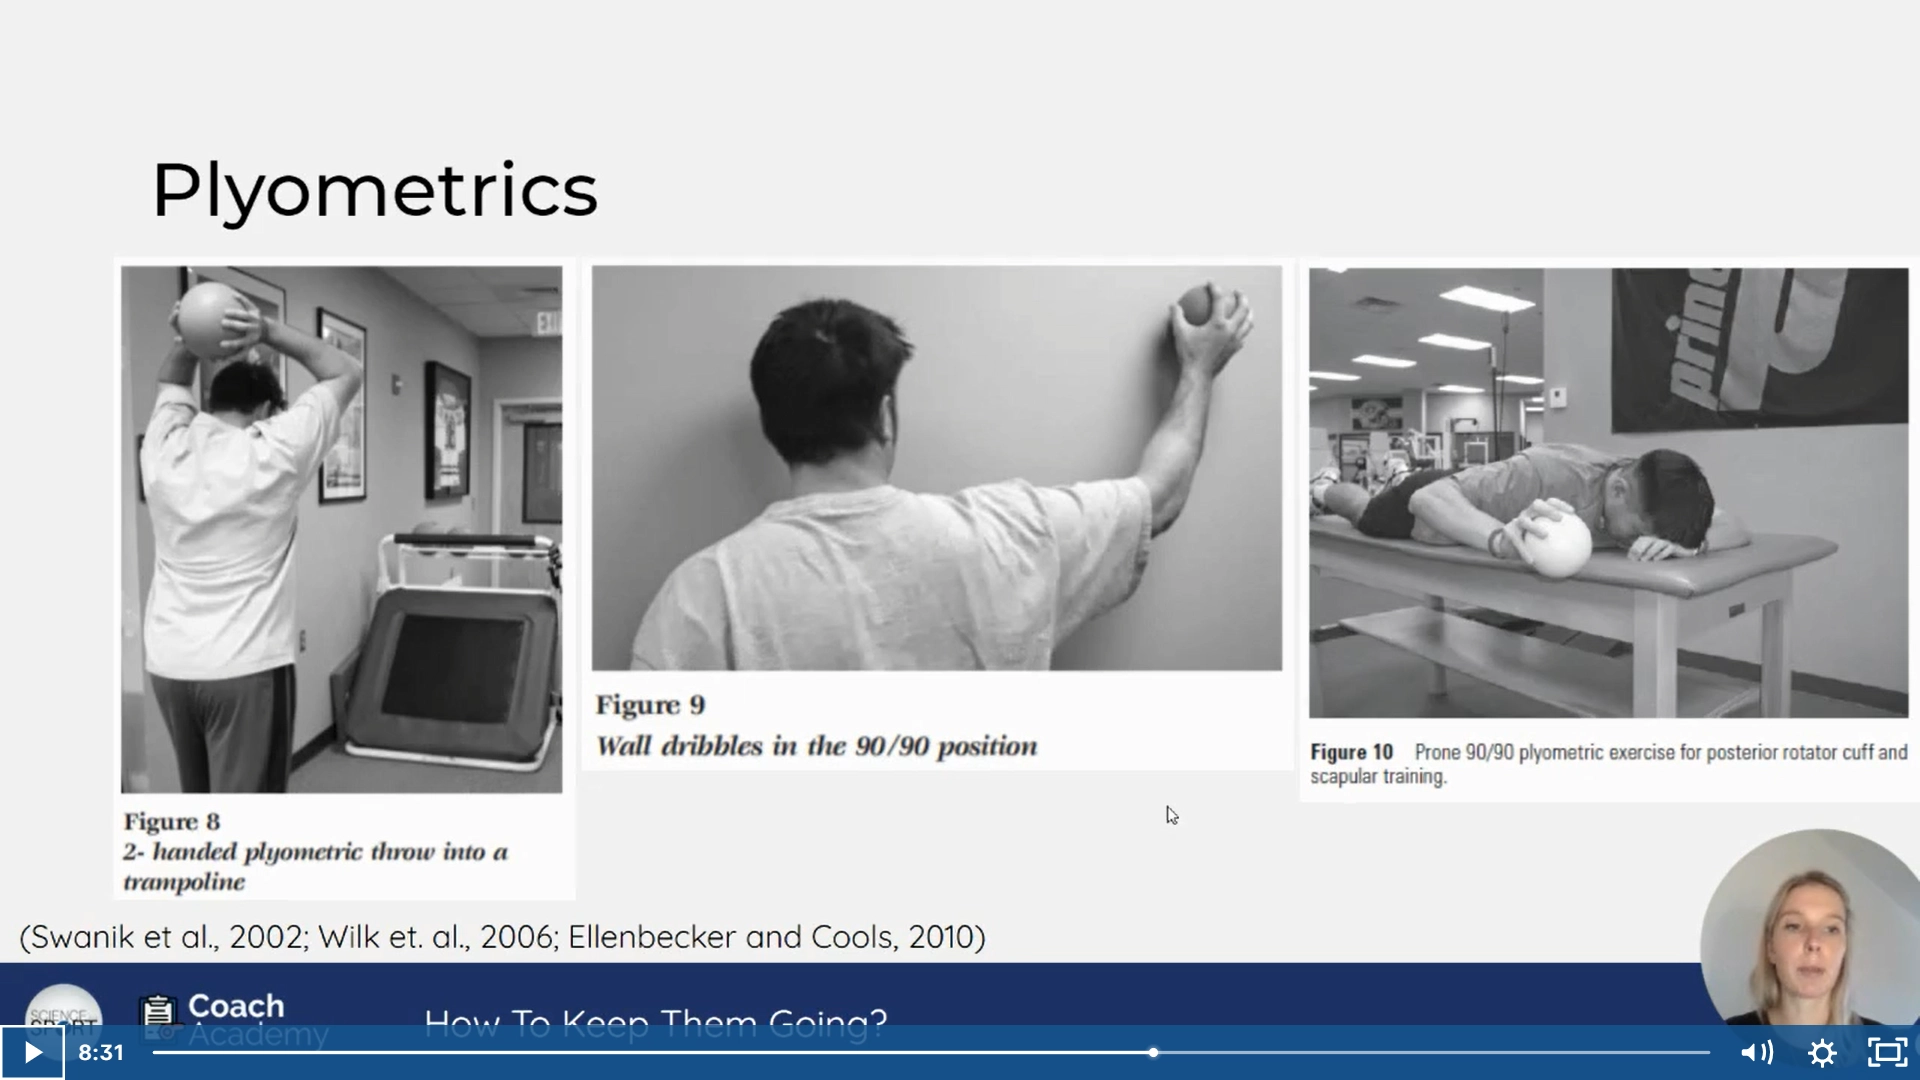 Plyometrics
EXI
prince
Figure 8
2- handed plyometric throw into a
trampoline
Figure 9
Wall dribbles in the 90/90 position
Figure 10 Prone 90/90 plyometric exercise for posterior rotator cuff and
scapular training.
(Swanik et al., 2002; Wilk et. al., 2006; Ellenbecker and Cools, 2010)
SCIENCE
SPORT
Coach
Academy
How To Keep Them Going?
8:31